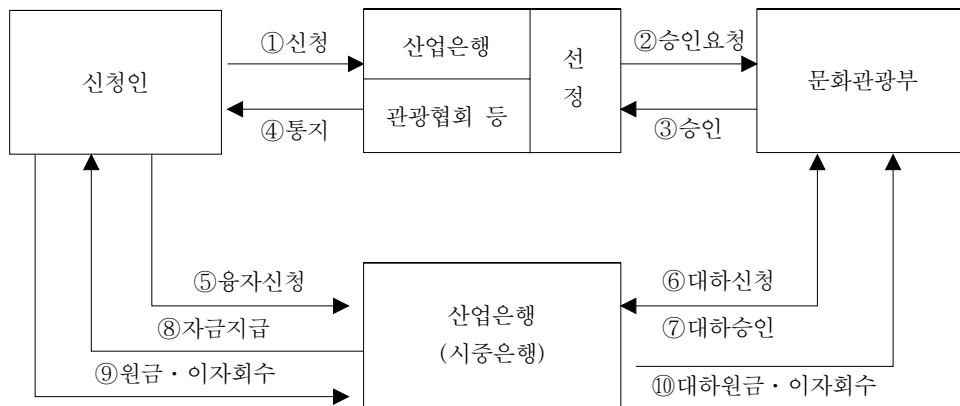 ①신청
산업은행
선
정
②승인요청
신청인
문화관광부
④통지
관광협회 등
③승인
⑤융자신청
⑥대하신청
산업은행
(시중은행)
⑧자금지급
⑦대하승인
⑨원금・이자회수
⑩대하원금・이자회수